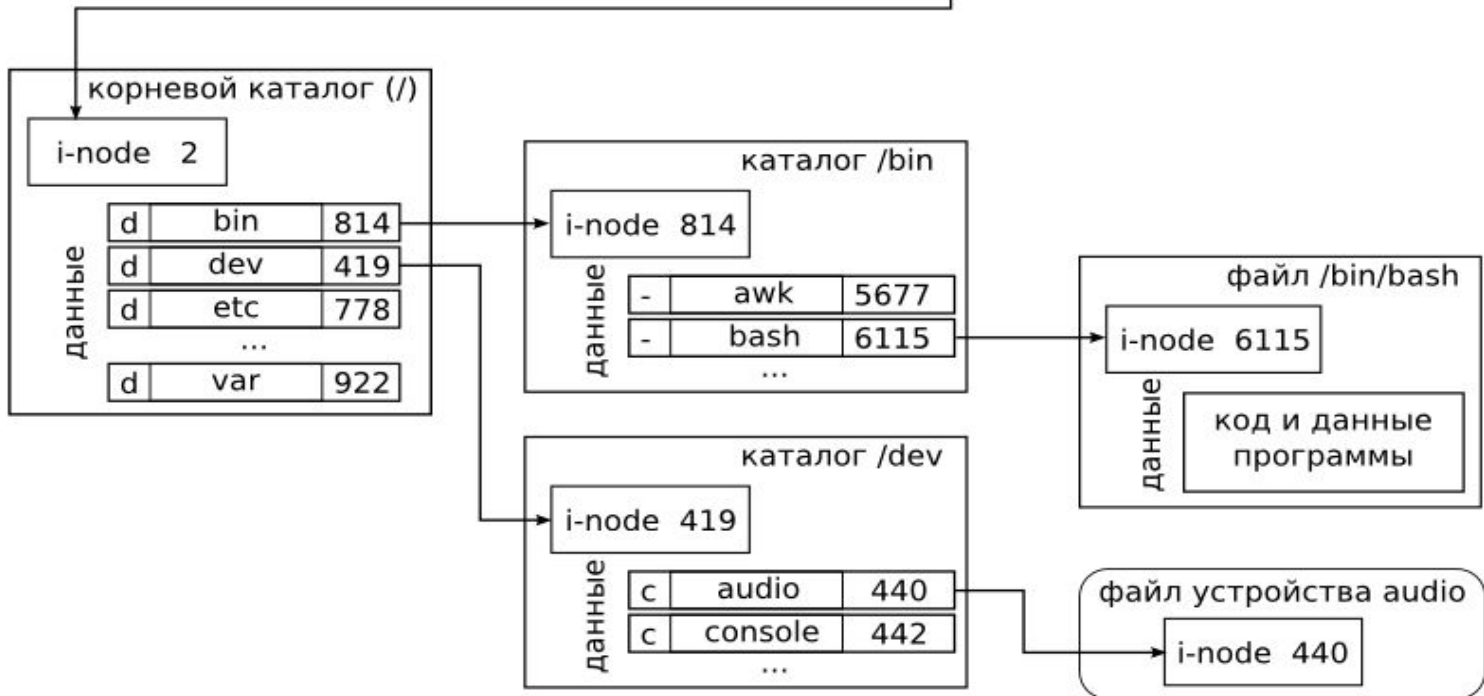 корневой каталог (/)
i-node 2
данные
d bin 814
d dev 419
d etc 778
...
d var 922
каталог /bin
i-node 814
данные
- awk 5677
- bash 6115
...
файл /bin/bash
i-node 6115
данные
код и данные
программы
каталог /dev
i-node 419
данные
c audio 440
c console 442
...
файл устройства audio
i-node 440